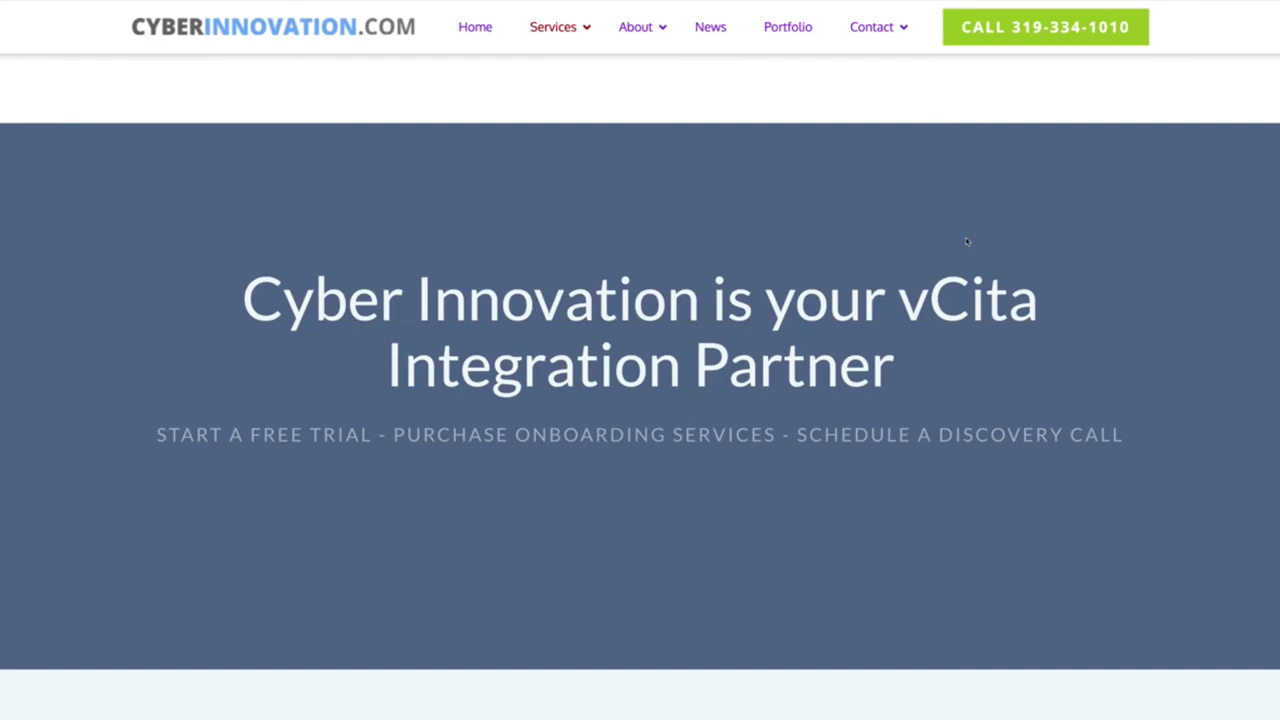 CYBERINNOVATION.COM Home Services About News Portfolio Contact CALL 319-334-1010
Cyber Innovation is your vCita
Integration Partner
START A FREE TRIAL - PURCHASE ONBOARDING SERVICES - SCHEDULE A DISCOVERY CALL